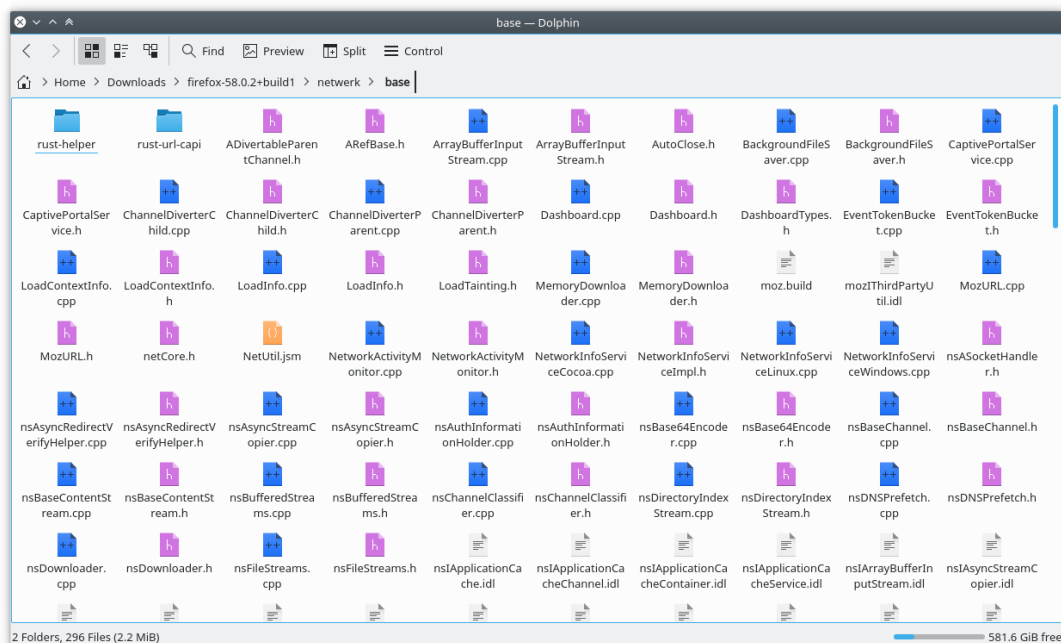 base — Dolphin
Find Preview Split Control
Home > Downloads > firefox-58.0.2+build1 > netwerk > base
rust-helper
rust-url-capi
ADivertableParen
tChannel.h
ARefBase.h
ArrayBufferInput
Stream.cpp
ArrayBufferInput
Stream.h
AutoClose.h
BackgroundFileS
aver.cpp
BackgroundFileS
aver.h
CaptivePortalSer
vice.cpp
CaptivePortalSer
vice.h
ChannelDiverterC
hild.cpp
ChannelDiverterC
hild.h
ChannelDiverterP
arent.cpp
ChannelDiverterP
arent.h
Dashboard.cpp
Dashboard.h
DashboardTypes.
h
EventTokenBucke
t.cpp
EventTokenBucke
t.h
LoadContextInfo.
cpp
LoadContextInfo.
h
LoadInfo.cpp
LoadInfo.h
LoadTainting.h
MemoryDownloa
der.cpp
MemoryDownloa
der.h
moz.build
mozIThirdPartyU
til.idl
MozURL.cpp
MozURL.h
netCore.h
NetUtil.jsm
NetworkActivityM
onitor.cpp
NetworkActivityM
onitor.h
NetworkInfoServi
ceCocoa.cpp
NetworkInfoServi
ceImpl.h
NetworkInfoServi
ceLinux.cpp
NetworkInfoServi
ceWindows.cpp
nsASocketHandle
r.h
nsAsyncRedirectV
erifyHelper.cpp
nsAsyncRedirectV
erifyHelper.h
nsAsyncStreamC
opier.cpp
nsAsyncStreamC
opier.h
nsAuthInformati
onHolder.cpp
nsAuthInformati
onHolder.h
nsBase64Encode
r.cpp
nsBase64Encode
r.h
nsBaseChannel.
cpp
nsBaseChannel.h
nsBaseContentSt
ream.cpp
nsBaseContentSt
ream.h
nsBufferedStrea
ms.cpp
nsBufferedStrea
ms.h
nsChannelClassifi
er.cpp
nsChannelClassifi
er.h
nsDirectoryIndex
Stream.cpp
nsDirectoryIndex
Stream.h
nsDNSPrefetch.
cpp
nsDNSPrefetch.h
nsDownloader.
cpp
nsDownloader.h
nsFileStreams.
cpp
nsFileStreams.h
nsIApplicationCa
che.idl
nsIApplicationCa
cheChannel.idl
nsIApplicationCa
cheContainer.idl
nsIApplicationCa
cheService.idl
nsIArrayBufferIn
putStream.idl
nsIAsyncStreamC
opier.idl
2 Folders, 296 Files (2.2 MiB)
581.6 GiB free